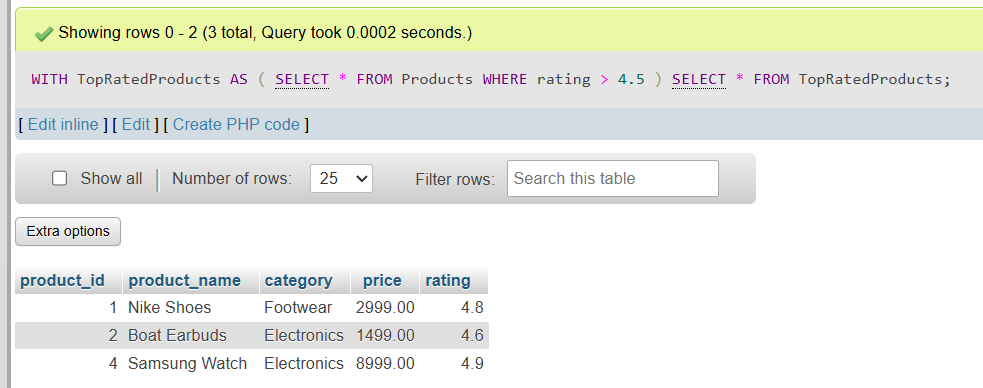 Showing rows 0 - 2 (3 total, Query took 0.0002 seconds.)
WITH TopRatedProducts AS ( SELECT * FROM Products WHERE rating > 4.5 ) SELECT * FROM TopRatedProducts;
[ Edit inline ] [ Edit ] [ Create PHP code ]
Show all | Number of rows: 25 Filter rows: Search this table
Extra options
product_id product_name category price rating
1 Nike Shoes Footwear 2999.00 4.8
2 Boat Earbuds Electronics 1499.00 4.6
4 Samsung Watch Electronics 8999.00 4.9